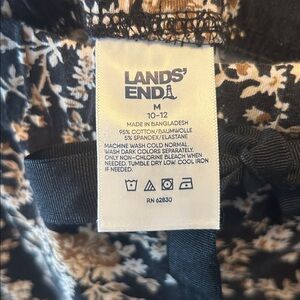 LANDS'
END
M
10-12
MADE IN BANGLADESH
95% COTTON/BAUMWOLLE
5% SPANDEX/ELASTANE
MACHINE WASH COLD NORMAL.
WASH DARK COLORS SEPARATELY.
ONLY NON-CHLORINE BLEACH WHEN
NEEDED. TUMBLE DRY LOW. COOL IRON
IF NEEDED.
RN 62830